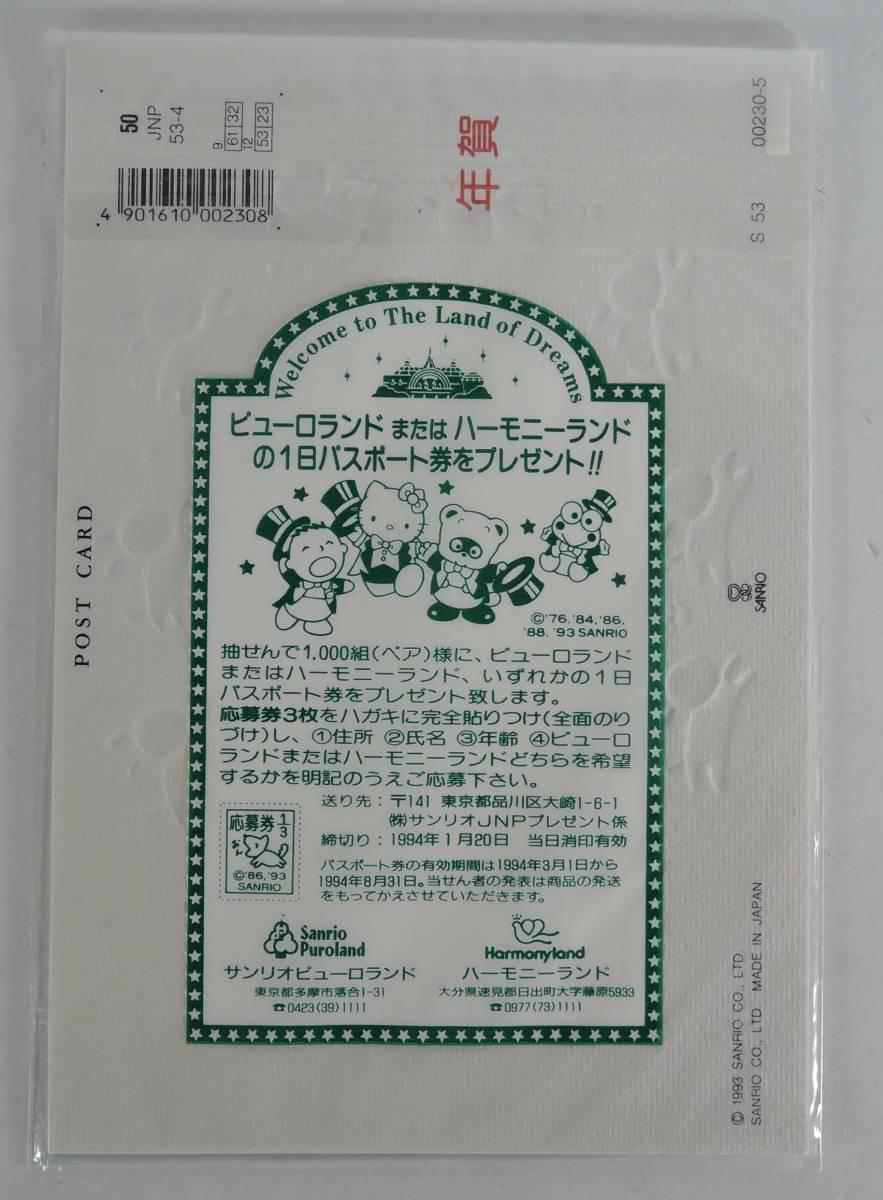 50
JNP
53-4
9
61 32
12
53 23
4 901610 002308
年賀
00230-5
S 53
POST CARD
Welcome to The Land of Dreams
ピューロランド または ハーモニーランド
の1日パスポート券をプレゼント!!
©'76,'84,'86,
'88,'93 SANRIO
抽せんで1,000組(ペア)様に、ピューロランド
またはハーモニーランド、いずれかの1日
パスポート券をプレゼント致します。
応募券3枚をハガキに完全貼りつけ(全面のり
づけ)し、①住所 ②氏名 ③年齢 ④ピューロ
ランドまたはハーモニーランドどちらを希望
するかを明記のうえご応募下さい。
送り先:〒141 東京都品川区大崎1-6-1
㈱サンリオJNPプレゼント係
締切り:1994年1月20日 当日消印有効
パスポート券の有効期間は1994年3月1日から
1994年8月31日。当せん者の発表は商品の発送
をもってかえさせていただきます。
応募券 1/3
©'86,'93
SANRIO
Sanrio
Puroland
サンリオピューロランド
東京都多摩市落合1-31
☎0423(39)1111
Harmonyland
ハーモニーランド
大分県速見郡日出町大字藤原5933
☎0977(73)1111
SANRIO
© 1993 SANRIO CO., LTD.
SANRIO CO., LTD. MADE IN JAPAN